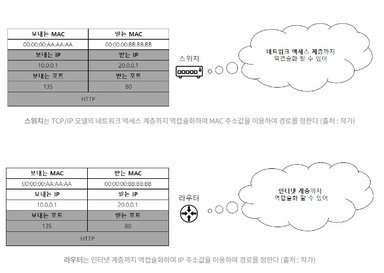 보내는 MAC 받는 MAC
00:00:00:AA:AA:AA 00:00:00:BB:BB:BB
보내는 IP 받는 IP
10.0.0.1 20.0.0.1
보내는 포트 받는 포트
135 80
HTTP
스위치
네트워크 액세스 계층까지
역캡슐화 할 수 있어
스위치는 TCP/IP 모델의 네트워크 액세스 계층까지 역캡슐화하여 MAC 주소값을 이용하여 경로를 정한다 (출처 : 작가)
보내는 MAC 받는 MAC
00:00:00:AA:AA:AA 00:00:00:BB:BB:BB
보내는 IP 받는 IP
10.0.0.1 20.0.0.1
보내는 포트 받는 포트
135 80
HTTP
라우터
인터넷 계층까지
역캡슐화 할 수 있어
라우터는 인터넷 계층까지 역캡슐화하여 IP 주소값을 이용하여 경로를 정한다 (출처 : 작가)